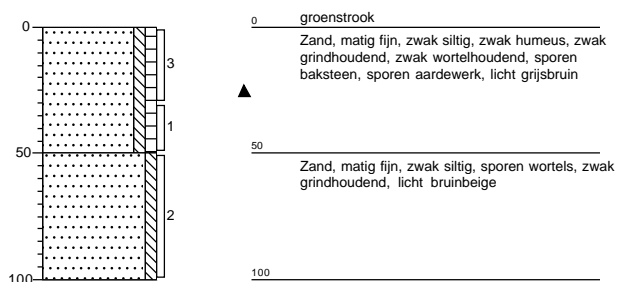 0
50
100
3
1
2
0
groenstrook
Zand, matig fijn, zwak siltig, zwak humeus, zwak
grindhoudend, zwak wortelhoudend, sporen
baksteen, sporen aardewerk, licht grijsbruin
50
Zand, matig fijn, zwak siltig, sporen wortels, zwak
grindhoudend, licht bruinbeige
100